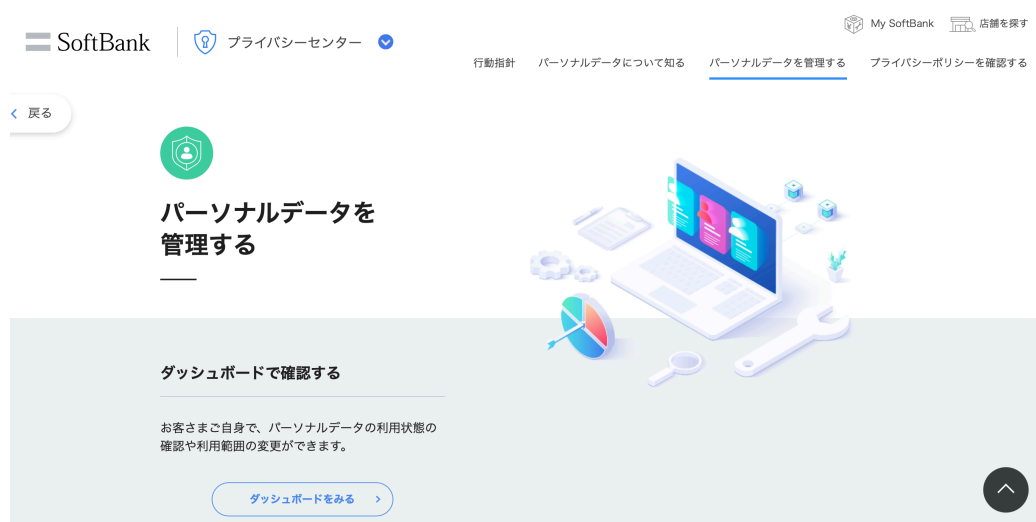 SoftBank
プライバシーセンター
My SoftBank
店舗を探す
行動指針
パーソナルデータについて知る
パーソナルデータを管理する
プライバシーポリシーを確認する
戻る
パーソナルデータを
管理する
ダッシュボードで確認する
お客さまご自身で、パーソナルデータの利用状態の
確認や利用範囲の変更ができます。
ダッシュボードをみる